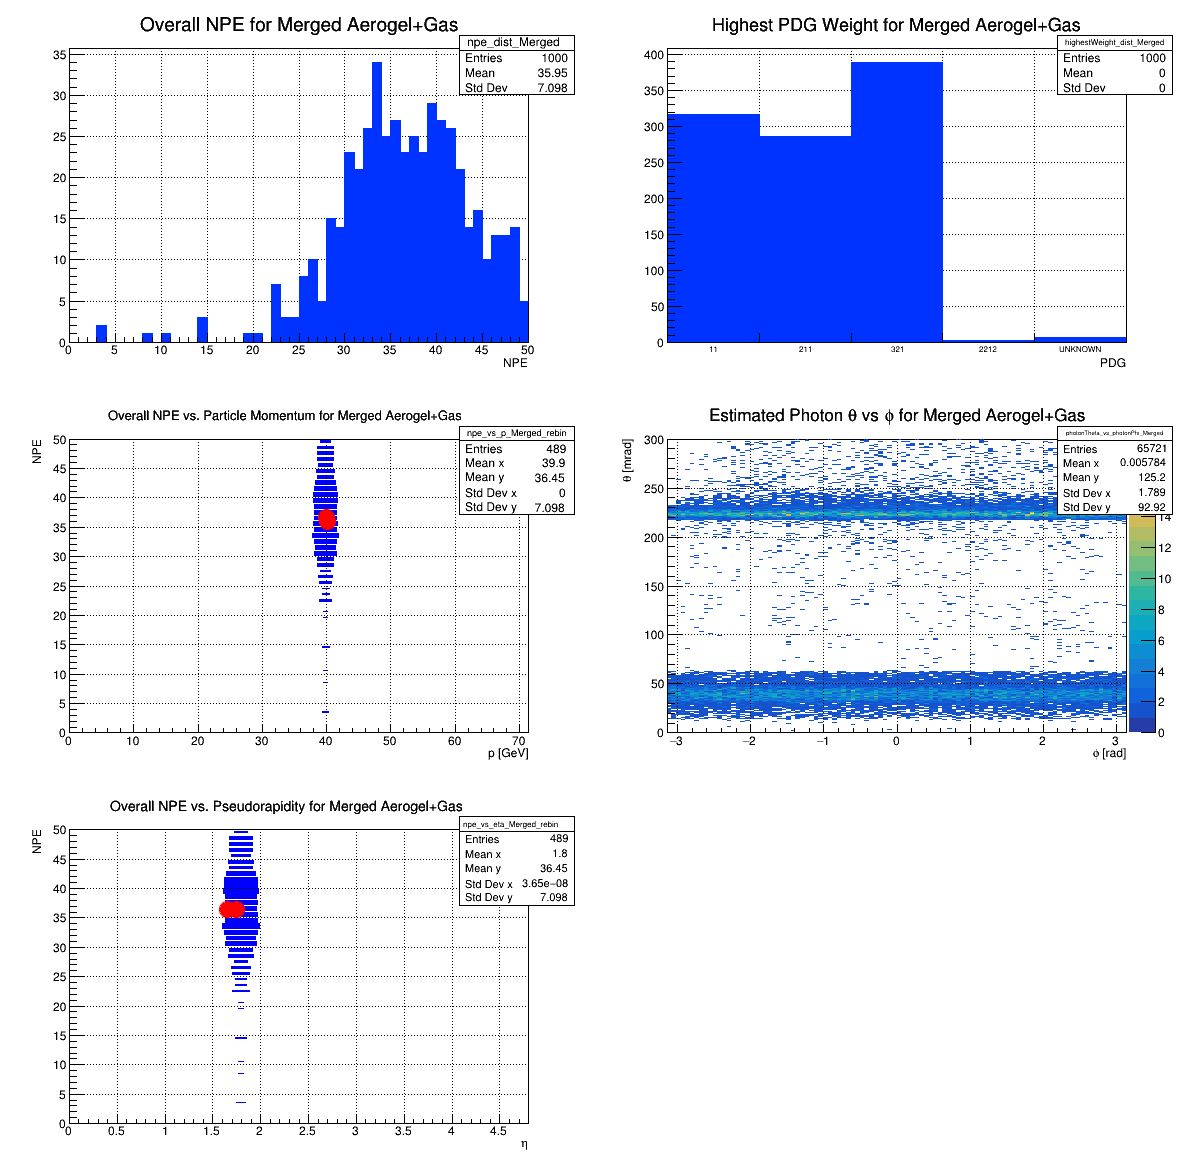 Overall NPE for Merged Aerogel+Gas
npe_dist_Merged
Entries 1000
Mean 35.95
Std Dev 7.098
35
30
25
20
15
10
5
0
0 5 10 15 20 25 30 35 40 45 50
NPE
Highest PDG Weight for Merged Aerogel+Gas
highestWeight_dist_Merged
Entries 1000
Mean 0
Std Dev 0
400
350
300
250
200
150
100
50
0
11 211 321 2212 UNKNOWN
PDG
Overall NPE vs. Particle Momentum for Merged Aerogel+Gas
npe_vs_p_Merged_rebin
Entries 489
Mean x 39.9
Mean y 36.45
Std Dev x 0
Std Dev y 7.098
NPE
50
45
40
35
30
25
20
15
10
5
0
0 10 20 30 40 50 60 70
p [GeV]
Estimated Photon θ vs ϕ for Merged Aerogel+Gas
photonTheta_vs_photonPhi_Merged
Entries 65721
Mean x 0.005784
Mean y 125.2
Std Dev x 1.789
Std Dev y 92.92
θ [mrad]
300
250
200
150
100
50
0
−3 −2 −1 0 1 2 3
ϕ [rad]
14
12
10
8
6
4
2
0
Overall NPE vs. Pseudorapidity for Merged Aerogel+Gas
npe_vs_eta_Merged_rebin
Entries 489
Mean x 1.8
Mean y 36.45
Std Dev x 3.65e−08
Std Dev y 7.098
NPE
50
45
40
35
30
25
20
15
10
5
0
0 0.5 1 1.5 2 2.5 3 3.5 4 4.5
η